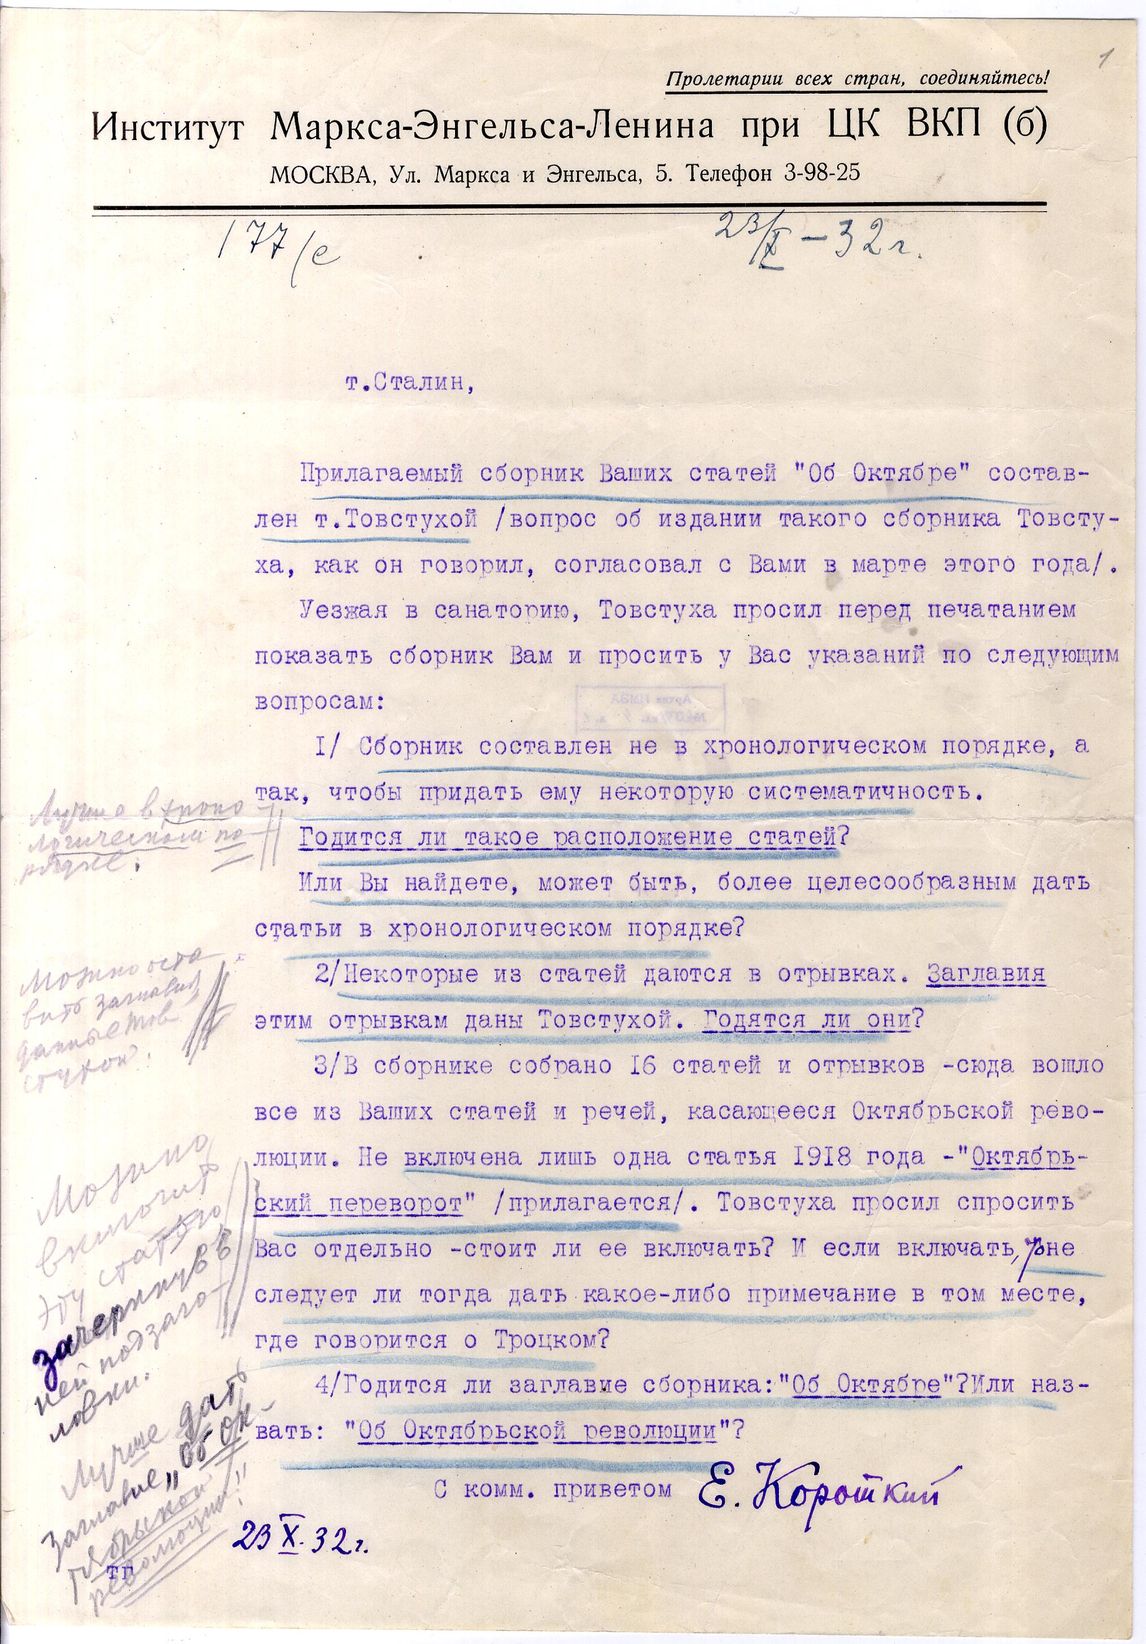 1
Пролетарии всех стран, соединяйтесь!
Институт Маркса-Энгельса-Ленина при ЦК ВКП (б)
МОСКВА, Ул. Маркса и Энгельса, 5. Телефон 3-98-25
177/с
23/X – 32 г.
т.Сталин,
Прилагаемый сборник Ваших статей "Об Октябре" состав-
лен т.Товстухой /вопрос об издании такого сборника Товсту-
ха, как он говорил, согласовал с Вами в марте этого года/.
Уезжая в санаторию, Товстуха просил перед печатанием
показать сборник Вам и просить у Вас указаний по следующим
вопросам:
I/ Сборник составлен не в хронологическом порядке, а
так, чтобы придать ему некоторую систематичность.
Годится ли такое расположение статей?
Или Вы найдете, может быть, более целесообразным дать
статьи в хронологическом порядке?
2/Некоторые из статей даются в отрывках. Заглавия
этим отрывкам даны Товстухой. Годятся ли они?
3/В сборнике собрано 16 статей и отрывков -сюда вошло
все из Ваших статей и речей, касающееся Октябрьской рево-
люции. Не включена лишь одна статья 1918 года -"Октябрь-
ский переворот" /прилагается/. Товстуха просил спросить
Вас отдельно -стоит ли ее включать? И если включать, не
следует ли тогда дать какое-либо примечание в том месте,
где говорится о Троцком?
4/Годится ли заглавие сборника:"Об Октябре"?Или наз-
вать: "Об Октябрьской революции"?
С комм. приветом Е. Короткий
23 X. 32 г.
тг
Лучше в хроно-
логическом по-
рядке.
Можно оста-
вить заглавия,
данные Тов-
стухой.
Можно
включить
эту статью
зачеркнув в
ней подзаго-
ловки.
Лучше дать
заглавие „Об Ок-
тябрьской
революции"!!